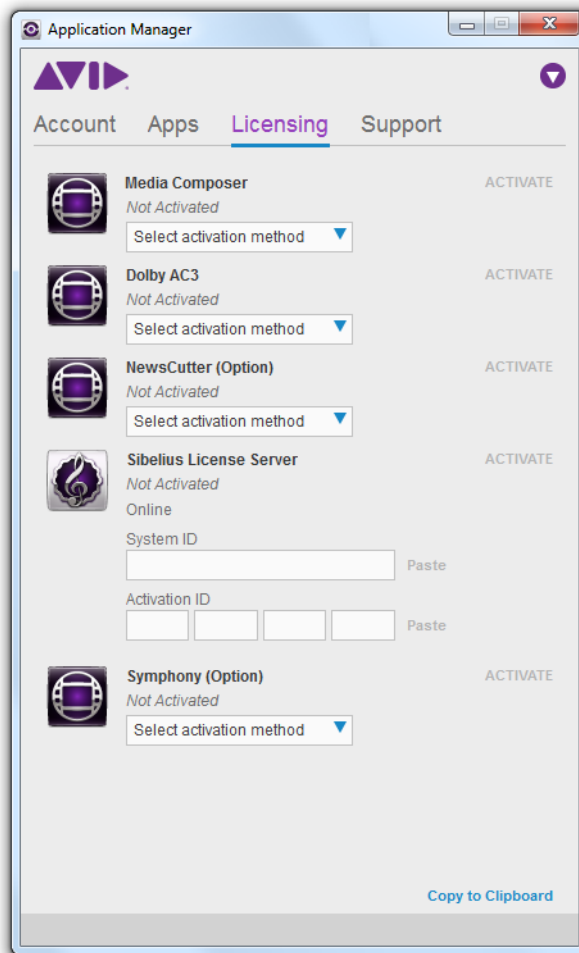 Application Manager
AVID
Account Apps Licensing Support
Media Composer ACTIVATE
Not Activated
Select activation method
Dolby AC3 ACTIVATE
Not Activated
Select activation method
NewsCutter (Option) ACTIVATE
Not Activated
Select activation method
Sibelius License Server ACTIVATE
Not Activated
Online
System ID
Paste
Activation ID
Paste
Symphony (Option) ACTIVATE
Not Activated
Select activation method
Copy to Clipboard